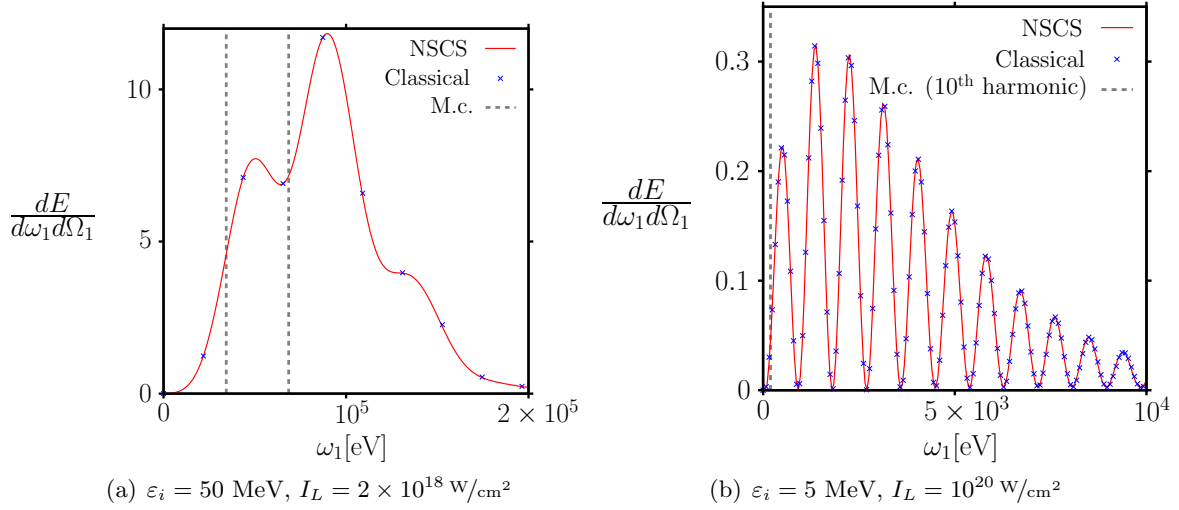 NSCS
Classical
M.c.
10
5
0
dE
dω₁dΩ₁
0
10⁵
2 × 10⁵
ω₁[eV]
(a) εᵢ = 50 MeV, I_L = 2 × 10¹⁸ W/cm²
NSCS
Classical
M.c. (10ᵗʰ harmonic)
0.3
0.2
0.1
0
dE
dω₁dΩ₁
0
5 × 10³
10⁴
ω₁[eV]
(b) εᵢ = 5 MeV, I_L = 10²⁰ W/cm²